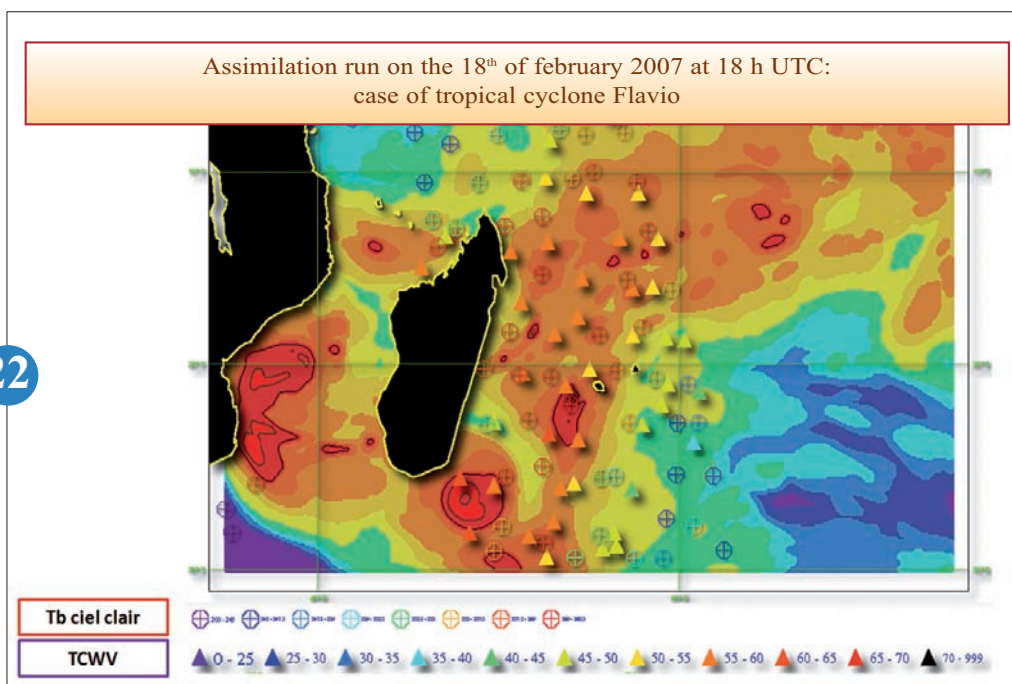 Assimilation run on the 18th of february 2007 at 18 h UTC:
case of tropical cyclone Flavio
22
Tb ciel clair
TCWV
0 - 25
25 - 30
30 - 35
35 - 40
40 - 45
45 - 50
50 - 55
55 - 60
60 - 65
65 - 70
70 - 999